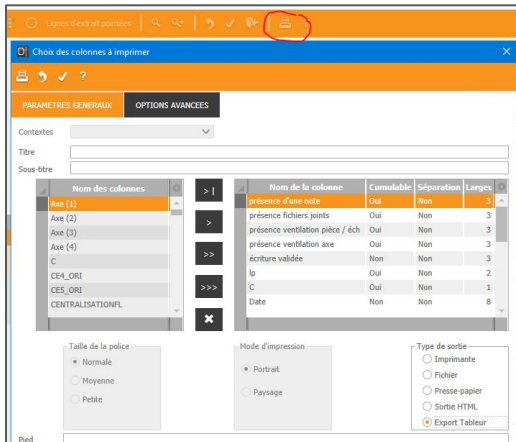 Lignes d'extrait pointées
D! Choix des colonnes à imprimer
?
PARAMETRES GENERAUX OPTIONS AVANCEES
Contextes
Titre
Sous-titre
Nom des colonnes
Axe (1)
Axe (2)
Axe (3)
Axe (4)
C
CE4_ORI
CE5_ORI
CENTRALISATIONFL
> |
>
>>
>>>
Nom de la colonne Cumulable Séparation Largeu
présence d'une note Oui Non 3
présence fichiers joints Oui Non 3
présence ventilation pièce / éch Oui Non 3
présence ventilation axe Oui Non 3
écriture validée Non Non 3
lp Oui Non 2
C Oui Non 1
Date Non Non 8
Taille de la police
Normale
Moyenne
Petite
Mode d'impression
Portrait
Paysage
Type de sortie
Imprimante
Fichier
Presse-papier
Sortie HTML
Export Tableur
Pied